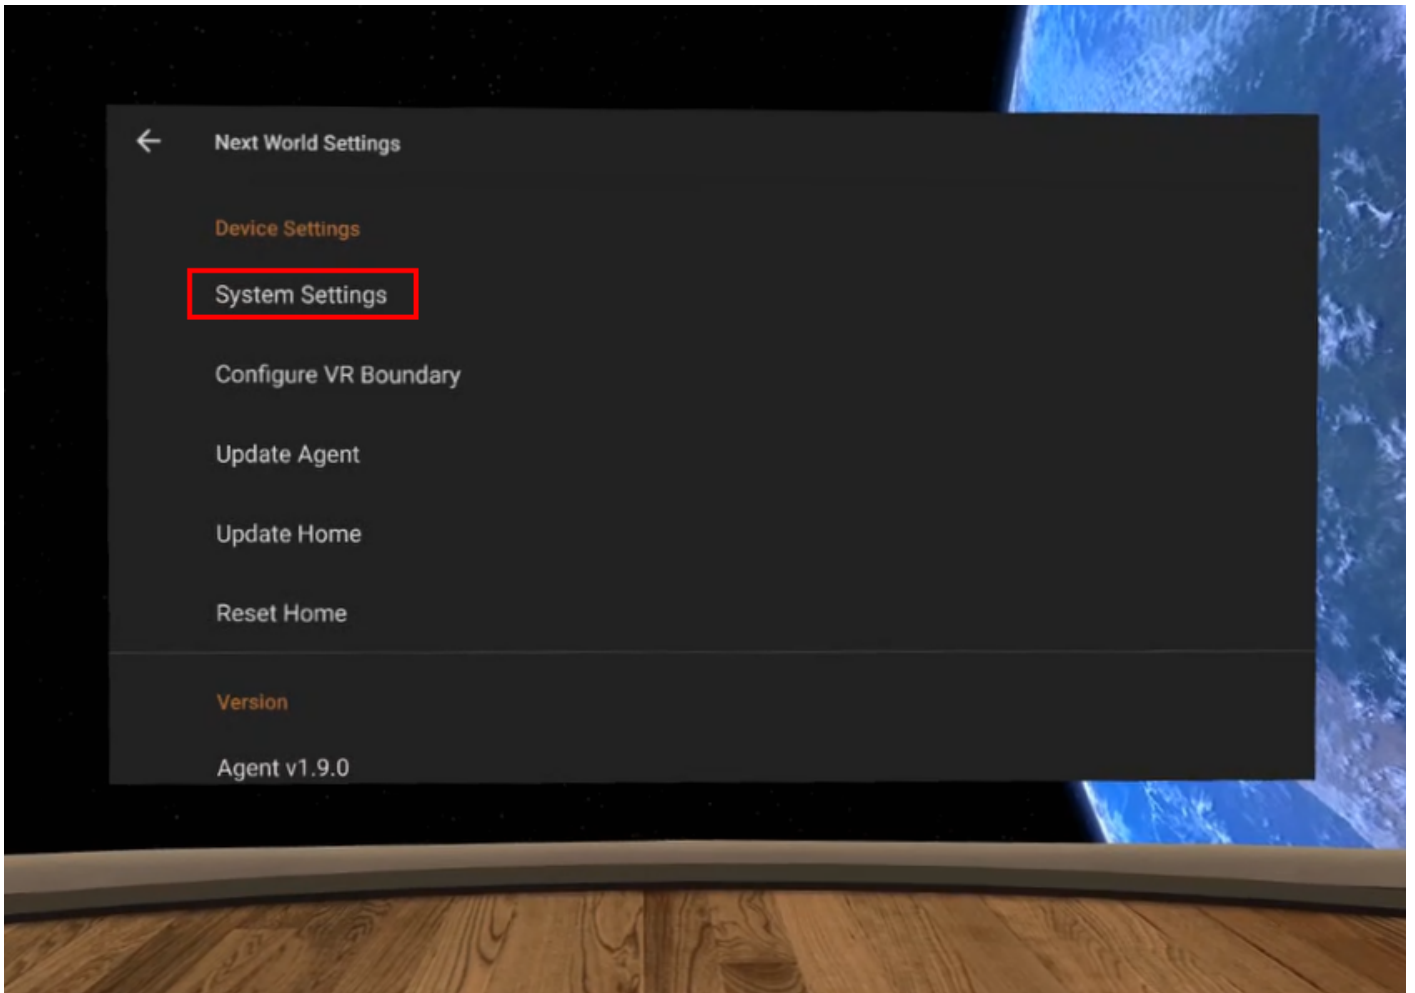 Next World Settings
Device Settings
System Settings
Configure VR Boundary
Update Agent
Update Home
Reset Home
Version
Agent v1.9.0